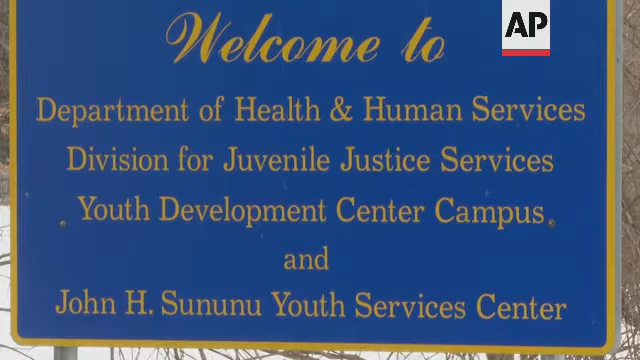 AP
Welcome to
Department of Health & Human Services
Division for Juvenile Justice Services
Youth Development Center Campus
and
John H. Sununu Youth Services Center